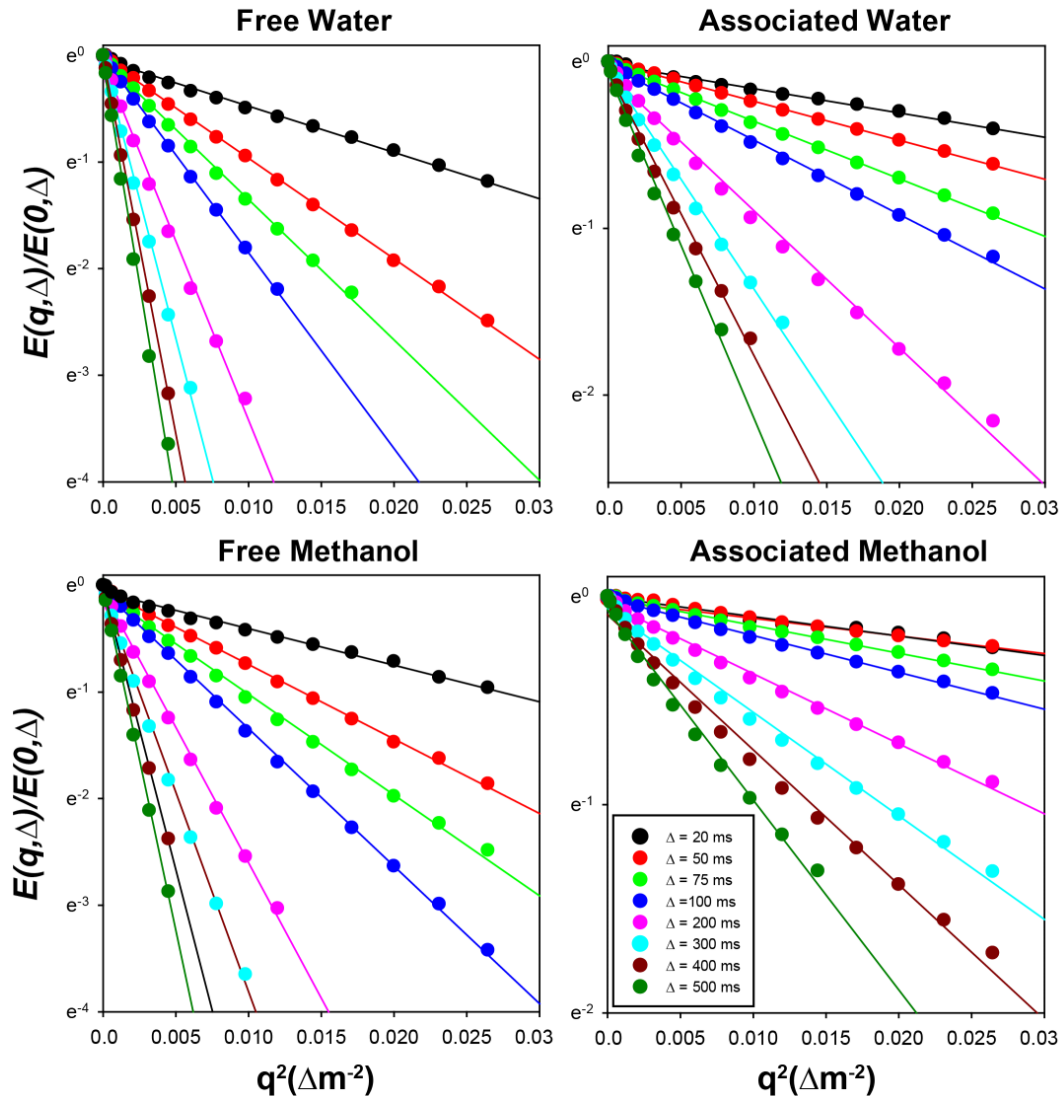 Free Water
Associated Water
E(q,Δ)/E(0,Δ)
e⁰
e⁻¹
e⁻²
e⁻³
e⁻⁴
0.0 0.005 0.010 0.015 0.020 0.025 0.03
e⁰
e⁻¹
e⁻²
0.0 0.005 0.010 0.015 0.020 0.025 0.03
Free Methanol
Associated Methanol
E(q,Δ)/E(0,Δ)
e⁰
e⁻¹
e⁻²
e⁻³
e⁻⁴
0.0 0.005 0.010 0.015 0.020 0.025 0.03
q²(Δm⁻²)
e⁰
e⁻¹
e⁻²
Δ = 20 ms
Δ = 50 ms
Δ = 75 ms
Δ =100 ms
Δ = 200 ms
Δ = 300 ms
Δ = 400 ms
Δ = 500 ms
0.0 0.005 0.010 0.015 0.020 0.025 0.03
q²(Δm⁻²)